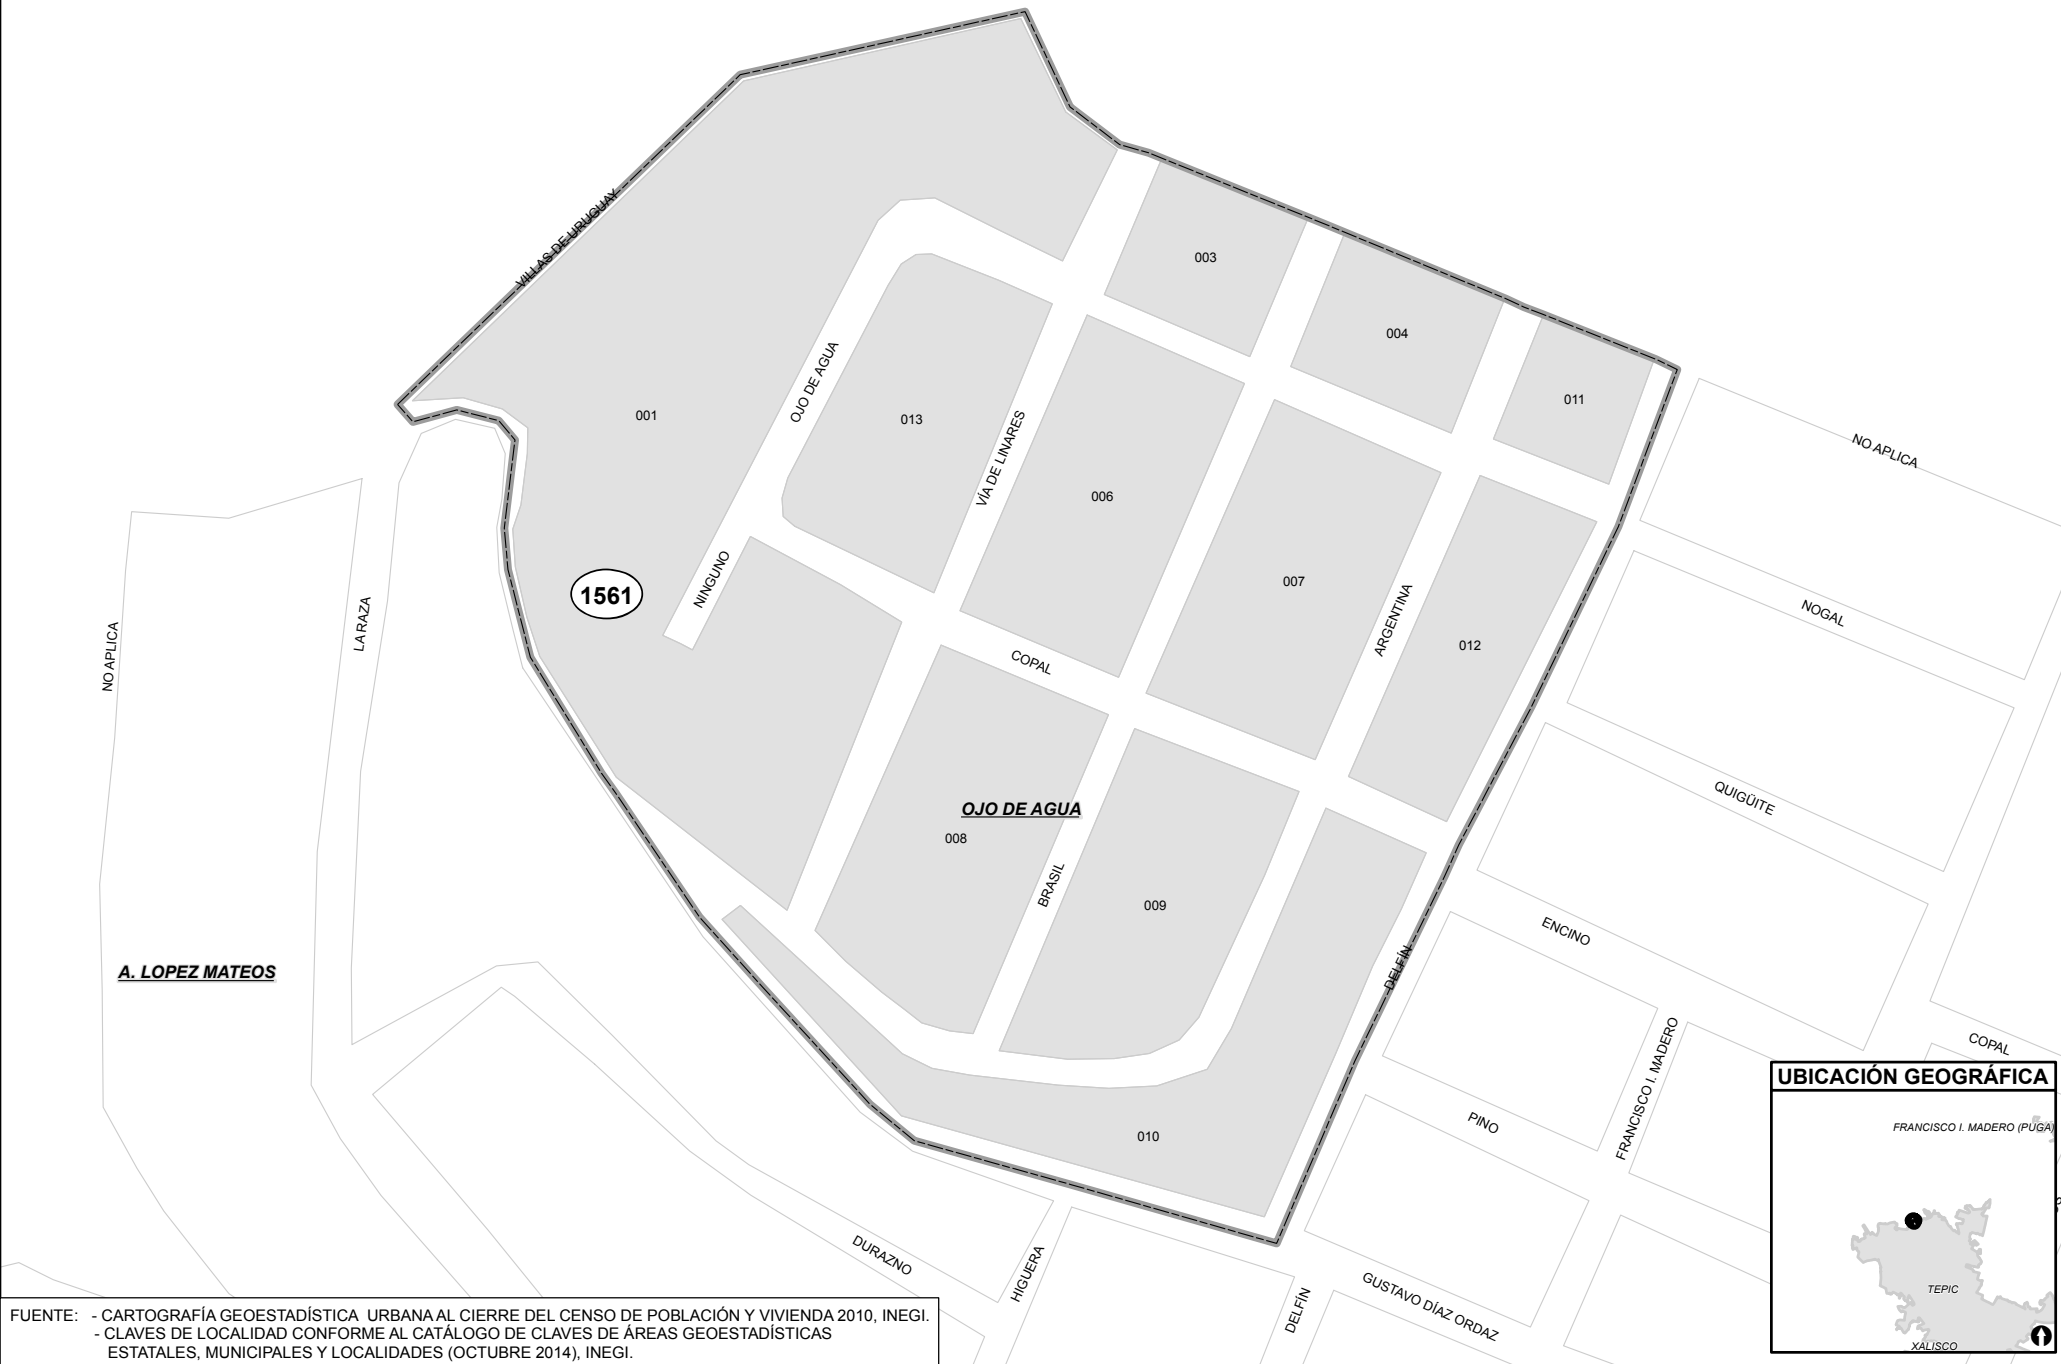 VILLAS DE URUGUAY
003
004
011
OJO DE AGUA
001
013
VÍA DE LINARES
006
NO APLICA
007
NINGUNO
1561
ARGENTINA
012
NOGAL
NO APLICA
LA RAZA
COPAL
QUIGÜITE
OJO DE AGUA
008
BRASIL
009
ENCINO
DELFÍN
A. LOPEZ MATEOS
FRANCISCO I. MADERO
COPAL
PINO
010
DURAZNO
HIGUERA
DELFÍN
GUSTAVO DÍAZ ORDAZ
UBICACIÓN GEOGRÁFICA
FRANCISCO I. MADERO (PUGA)
TEPIC
XALISCO
FUENTE: - CARTOGRAFÍA GEOESTADÍSTICA URBANA AL CIERRE DEL CENSO DE POBLACIÓN Y VIVIENDA 2010, INEGI.
- CLAVES DE LOCALIDAD CONFORME AL CATÁLOGO DE CLAVES DE ÁREAS GEOESTADÍSTICAS
ESTATALES, MUNICIPALES Y LOCALIDADES (OCTUBRE 2014), INEGI.